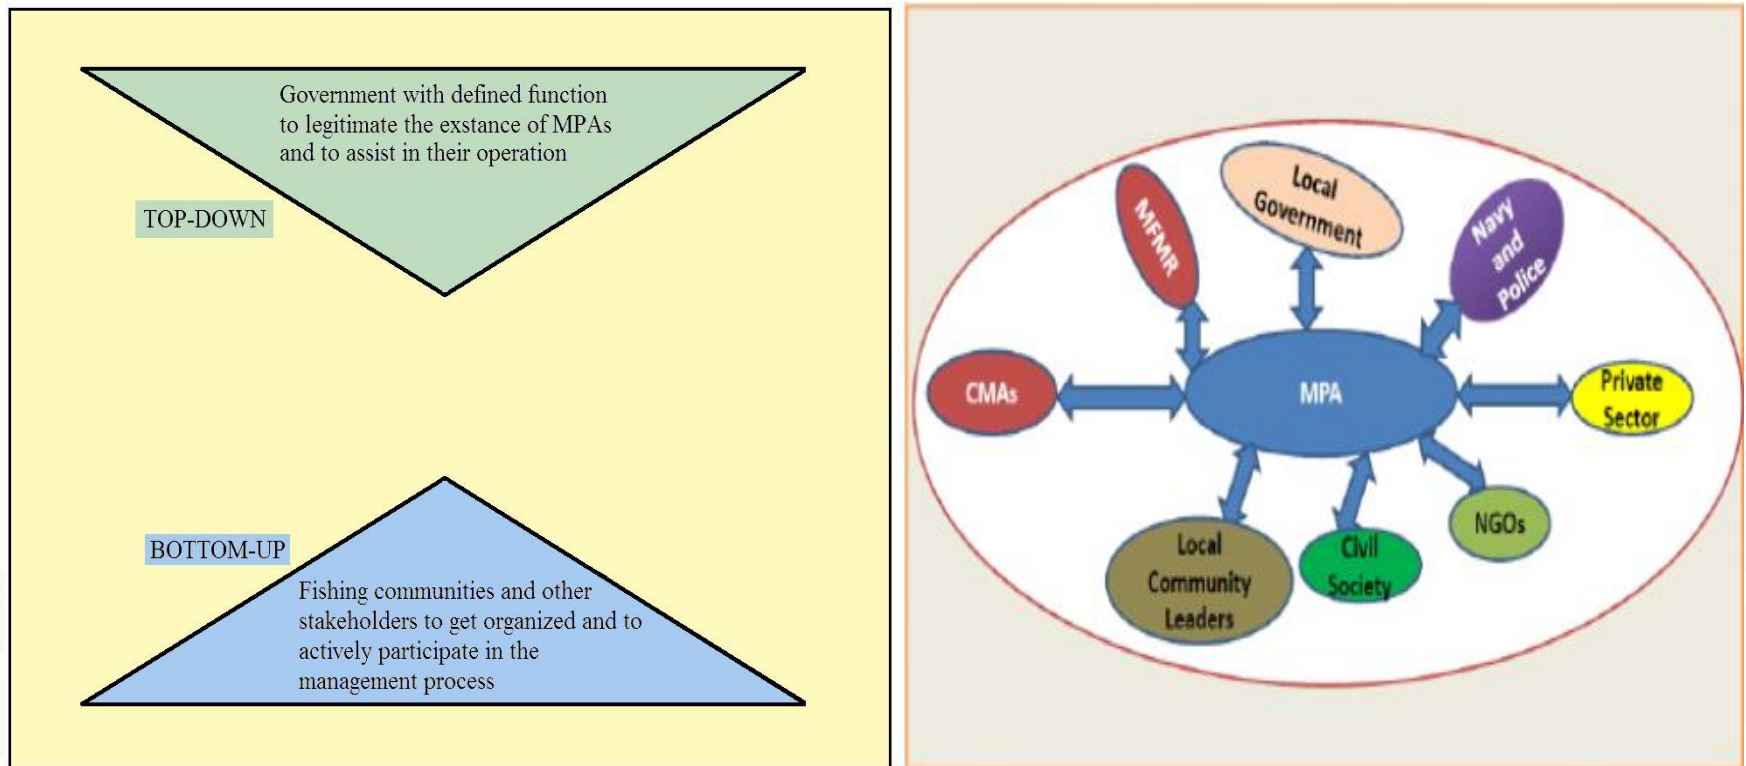 Government with defined function
to legitimate the exstance of MPAs
and to assist in their operation
TOP-DOWN
BOTTOM-UP
Fishing communities and other
stakeholders to get organized and to
actively participate in the
management process
MFMR
Local
Government
Navy
and
Police
CMAs
MPA
Private
Sector
Local
Community
Leaders
Civil
Society
NGOs